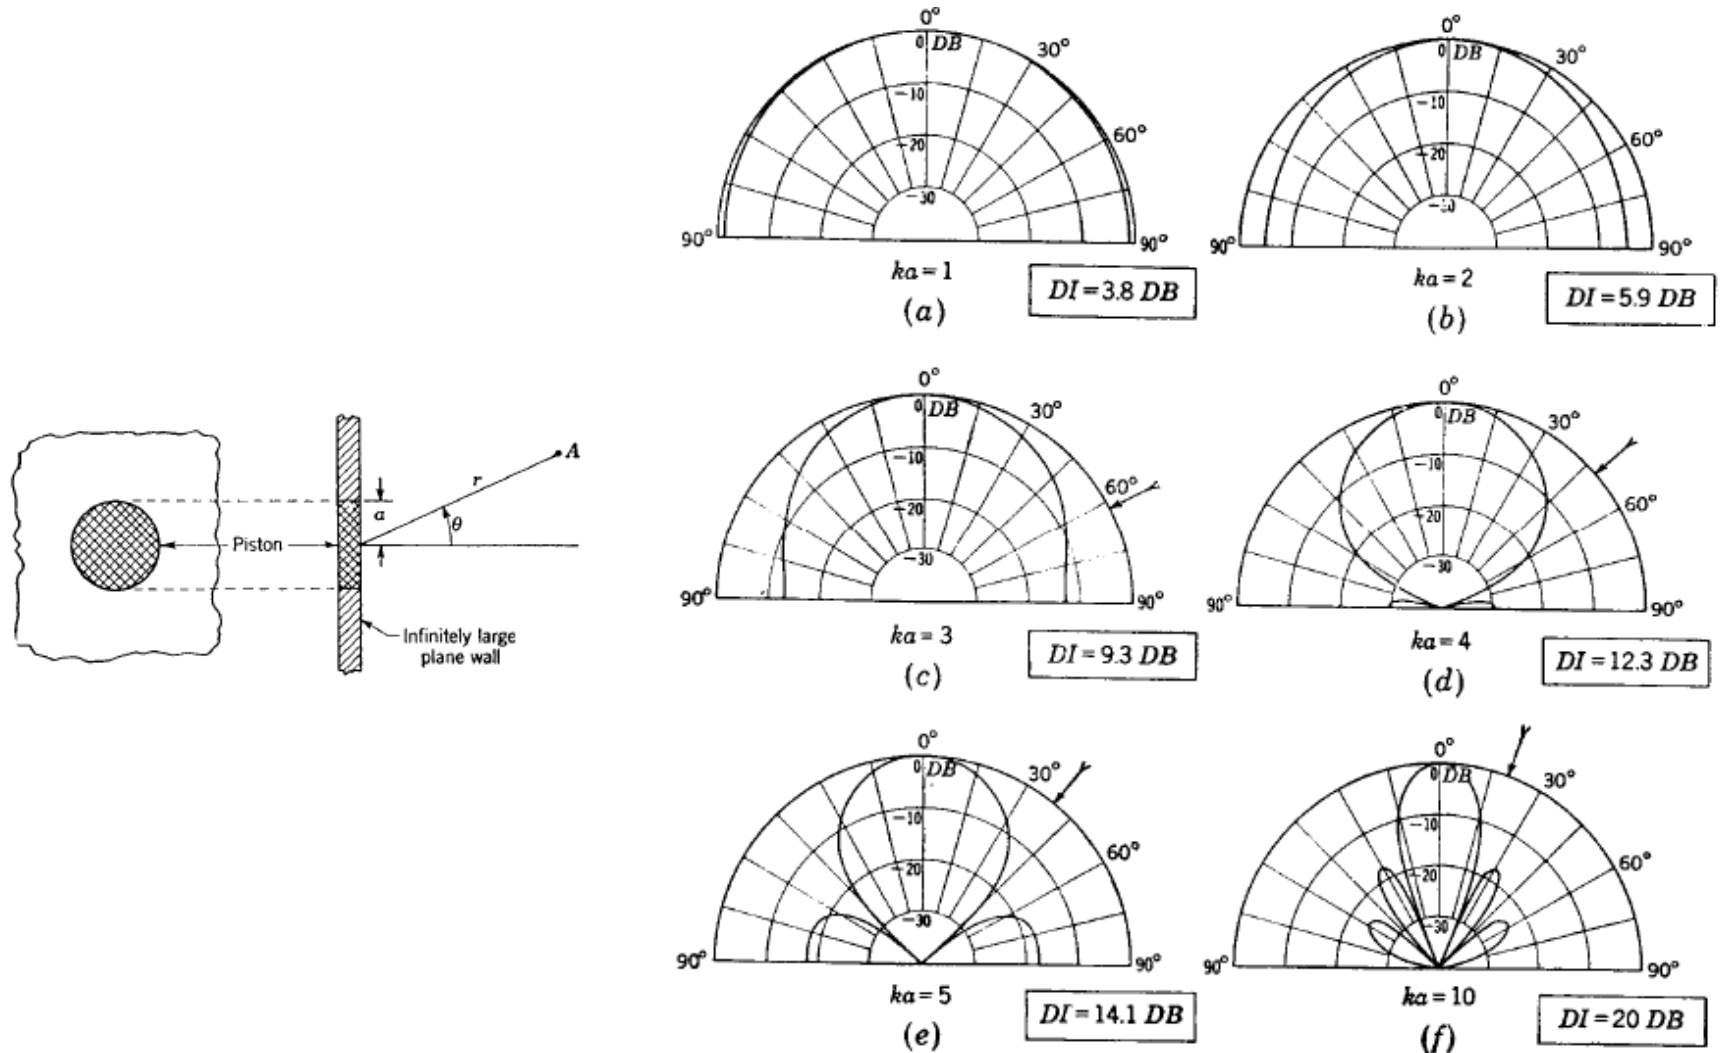 A
r
a
θ
Piston
Infinitely large
plane wall
0°
0 DB
30°
-10
60°
-20
-30
90°
90°
ka = 1
DI = 3.8 DB
(a)
0°
0 DB
30°
-10
60°
-20
90°
90°
ka = 2
DI = 5.9 DB
(b)
0°
0 DB
30°
-10
60°
-20
-30
90°
90°
ka = 3
DI = 9.3 DB
(c)
0°
0 DB
30°
-10
60°
-20
-30
90°
90°
ka = 4
DI = 12.3 DB
(d)
0°
0 DB
30°
-10
60°
-20
-30
90°
90°
ka = 5
DI = 14.1 DB
(e)
0°
0 DB
30°
-10
60°
-20
-30
90°
90°
ka = 10
DI = 20 DB
(f)